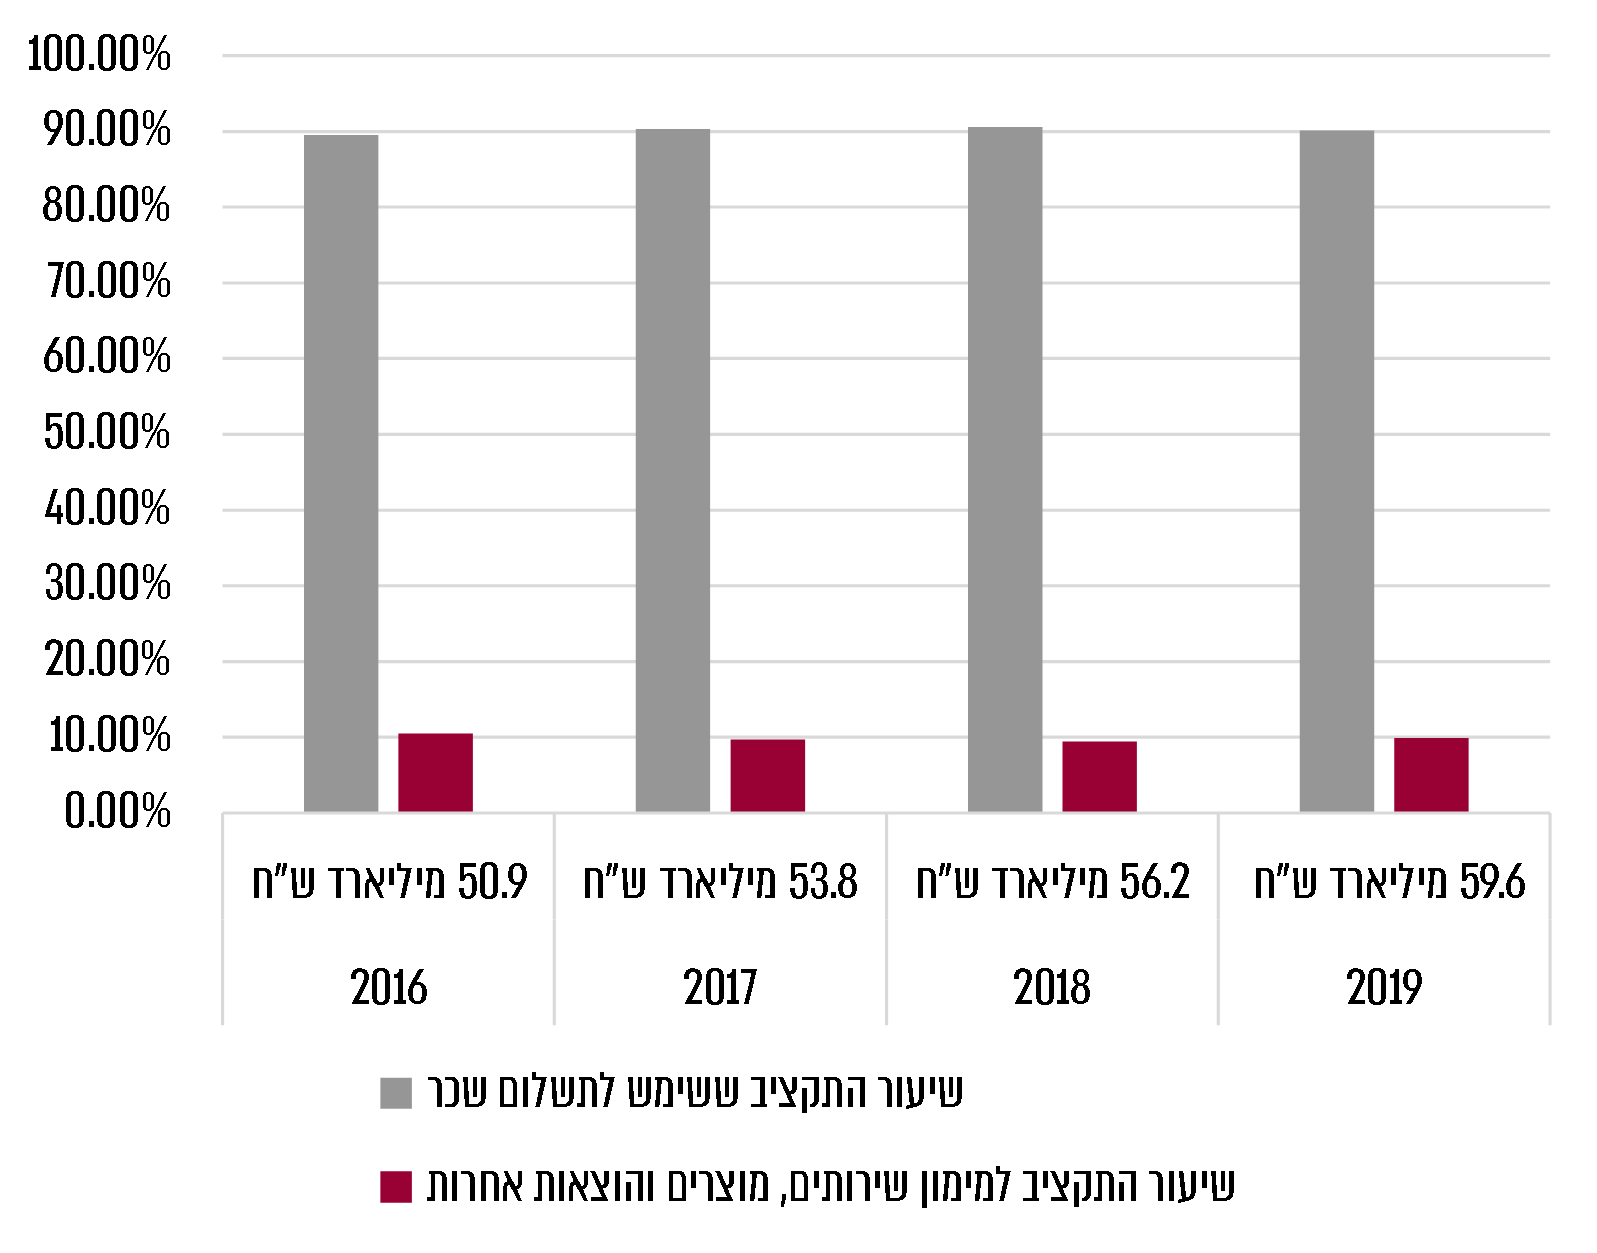 100.00%
90.00%
80.00%
70.00%
60.00%
50.00%
40.00%
30.00%
20.00%
10.00%
0.00%
50.9 מיליארד ש"ח
53.8 מיליארד ש"ח
56.2 מיליארד ש"ח
59.6 מיליארד ש"ח
2016
2017
2018
2019
שיעור התקציב ששימש לתשלום שכר
שיעור התקציב למימון שירותים, מוצרים והוצאות אחרות